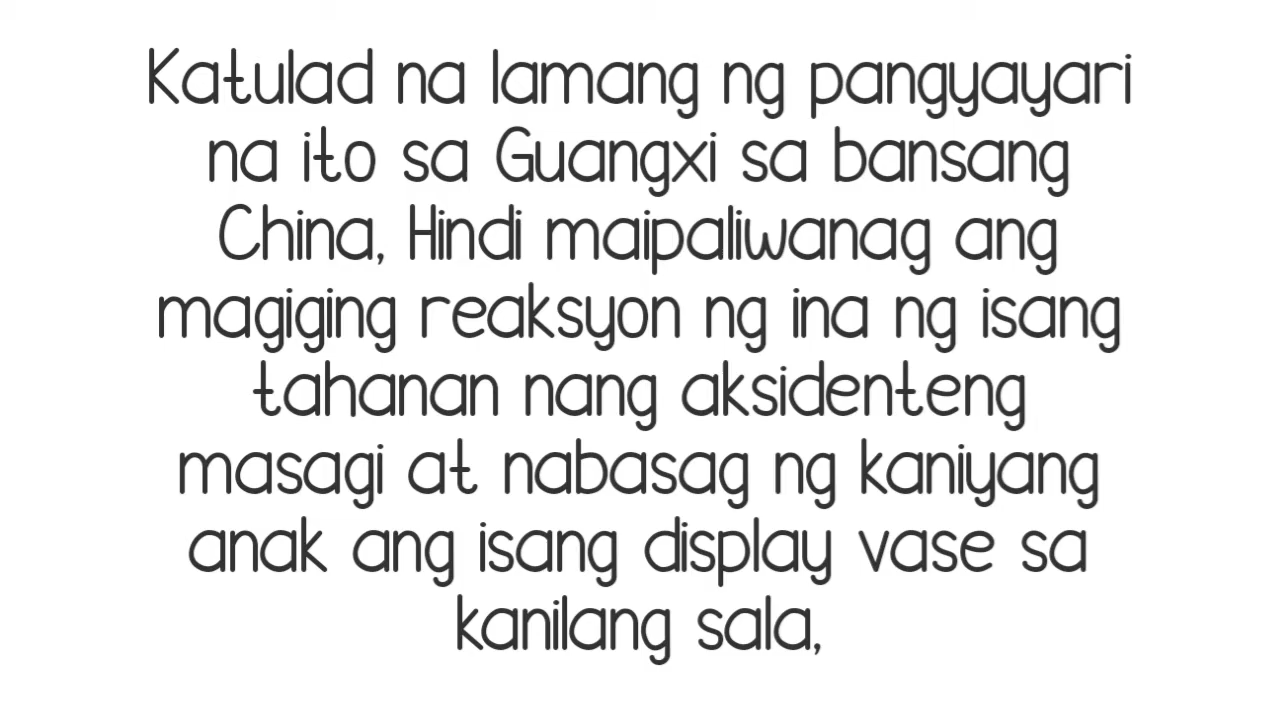 Katulad na lamang ng pangyayari
na ito sa Guangxi sa bansang
China, Hindi maipaliwanag ang
magiging reaksyon ng ina ng isang
tahanan nang aksidenteng
masagi at nabasag ng kaniyang
anak ang isang display vase sa
kanilang sala,